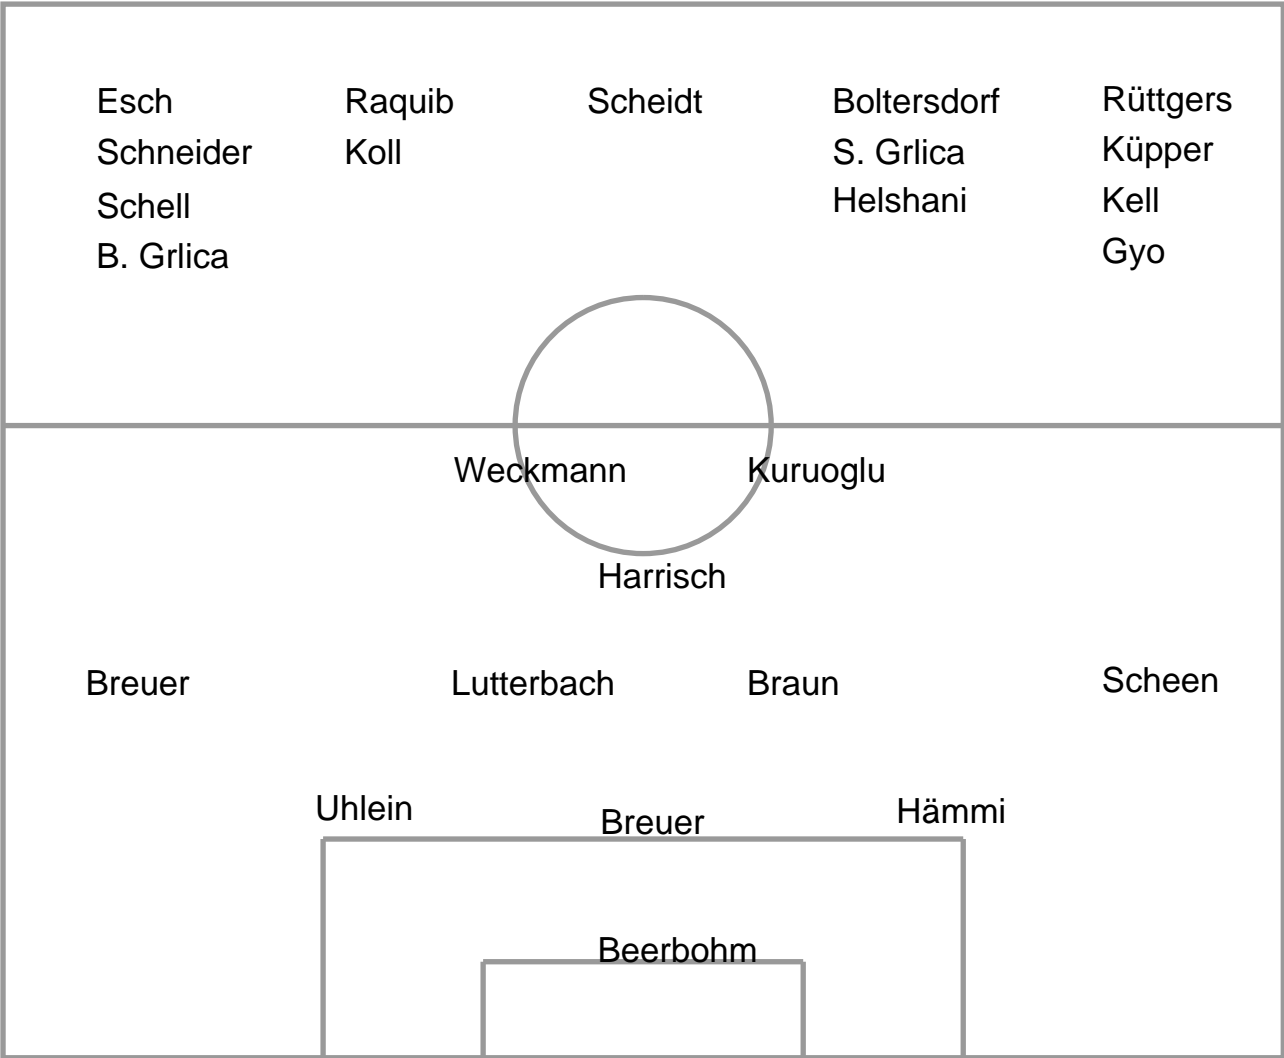 Esch
Schneider
Schell
B. Grlica
Raquib
Koll
Scheidt
Boltersdorf
S. Grlica
Helshani
Rüttgers
Küpper
Kell
Gyo
Weckmann
Kuruoglu
Harrisch
Breuer
Lutterbach
Braun
Scheen
Uhlein
Breuer
Hämmi
Beerbohm